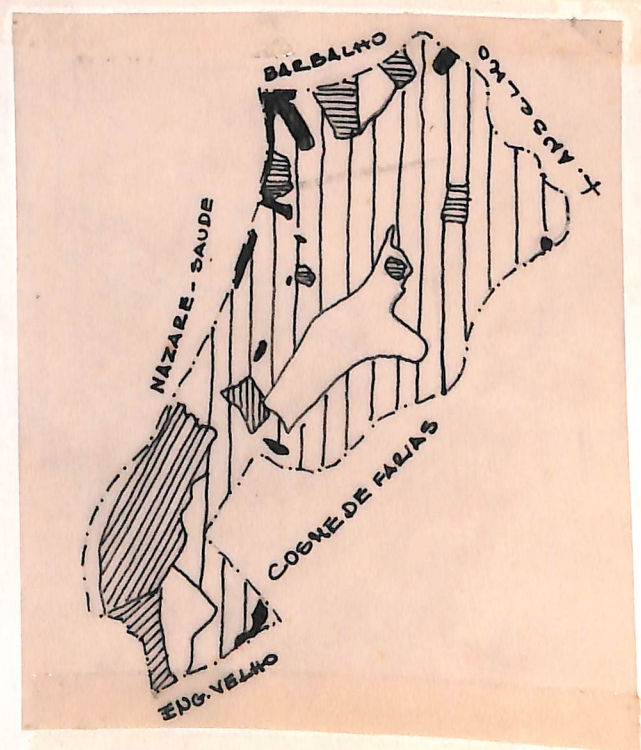 BARBALHO
T. ANSELMO
NAZARE-SAUDE
COSME DE FARIAS
ENG. VELHO